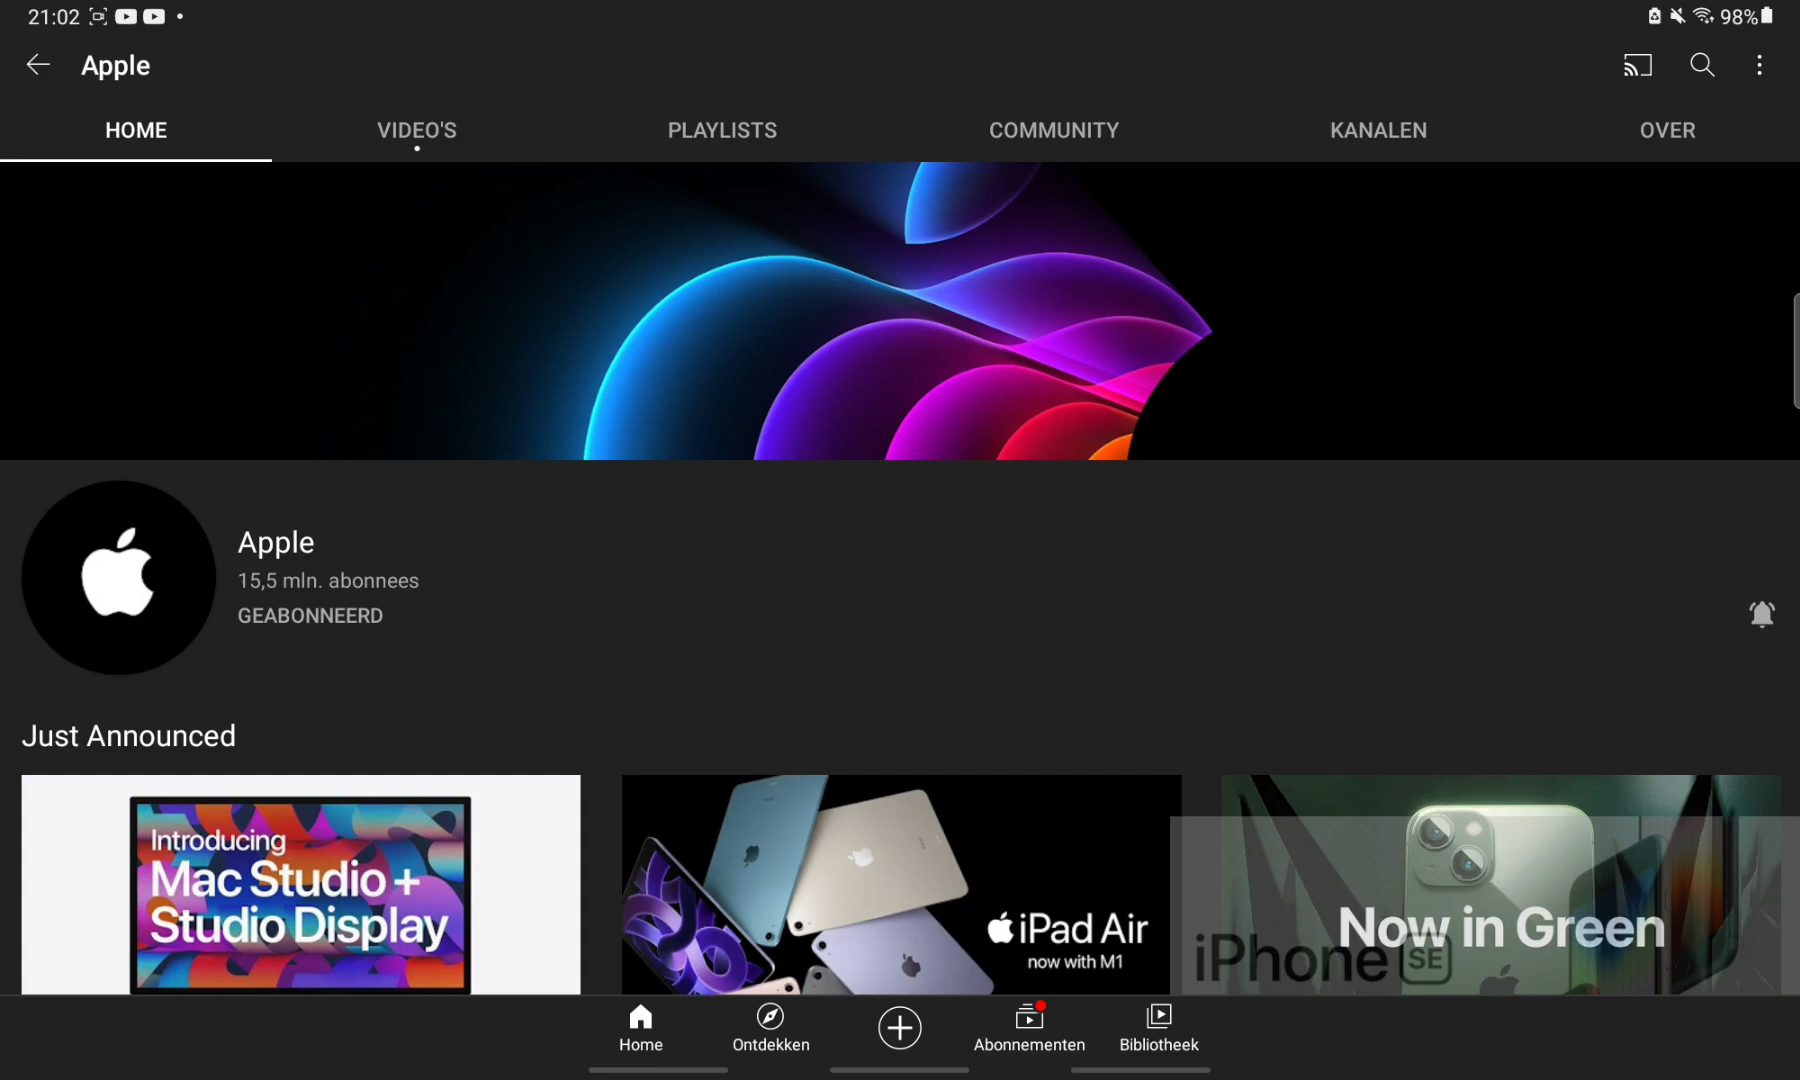 21:02
98%
Apple
HOME
VIDEO'S
PLAYLISTS
COMMUNITY
KANALEN
OVER
Apple
15,5 mln. abonnees
GEABONNEERD
Just Announced
Introducing
Mac Studio +
Studio Display
iPad Air
now with M1
Now in Green
iPhone SE
Home
Ontdekken
Abonnementen
Bibliotheek